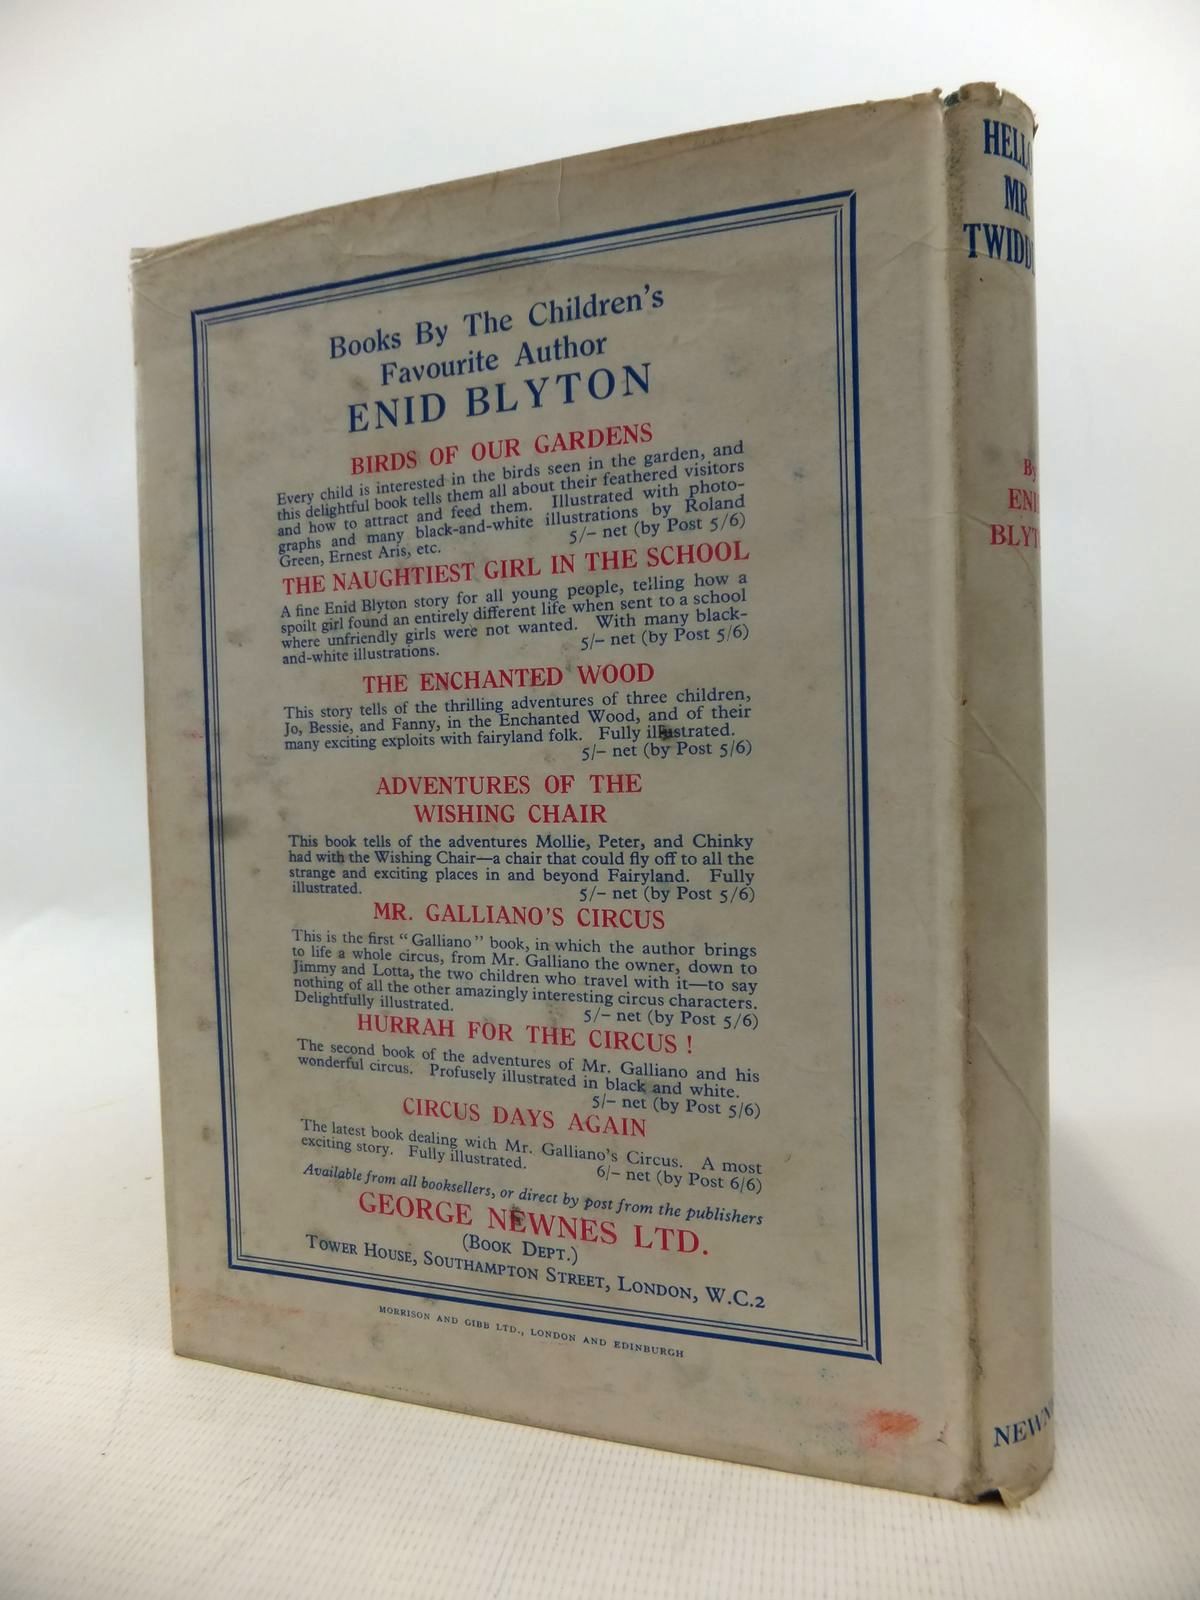 Books By The Children's
Favourite Author
ENID BLYTON
BIRDS OF OUR GARDENS
Every child is interested in the birds seen in the garden, and
this delightful book tells them all about their feathered visitors
and how to attract and feed them. Illustrated with photo-
graphs and many black-and-white illustrations by Roland
Green, Ernest Aris, etc. 5/- net (by Post 5/6)
THE NAUGHTIEST GIRL IN THE SCHOOL
A fine Enid Blyton story for all young people, telling how a
spoilt girl found an entirely different life when sent to a school
where unfriendly girls were not wanted. With many black-
and-white illustrations. 5/- net (by Post 5/6)
THE ENCHANTED WOOD
This story tells of the thrilling adventures of three children,
Jo, Bessie, and Fanny, in the Enchanted Wood, and of their
many exciting exploits with fairyland folk. Fully illustrated.
5/- net (by Post 5/6)
ADVENTURES OF THE
WISHING CHAIR
This book tells of the adventures Mollie, Peter, and Chinky
had with the Wishing Chair—a chair that could fly off to all the
strange and exciting places in and beyond Fairyland. Fully
illustrated. 5/- net (by Post 5/6)
MR. GALLIANO'S CIRCUS
This is the first "Galliano" book, in which the author brings
to life a whole circus, from Mr. Galliano the owner, down to
Jimmy and Lotta, the two children who travel with it—to say
nothing of all the other amazingly interesting circus characters.
Delightfully illustrated. 5/- net (by Post 5/6)
HURRAH FOR THE CIRCUS!
The second book of the adventures of Mr. Galliano and his
wonderful circus. Profusely illustrated in black and white.
5/- net (by Post 5/6)
CIRCUS DAYS AGAIN
The latest book dealing with Mr. Galliano's Circus. A most
exciting story. Fully illustrated. 6/- net (by Post 6/6)
Available from all booksellers, or direct by post from the publishers
GEORGE NEWNES LTD.
(BOOK DEPT.)
TOWER HOUSE, SOUTHAMPTON STREET, LONDON, W.C.2
MORRISON AND GIBB LTD., LONDON AND EDINBURGH
HELLO
MR.
TWIDD
By
ENI
BLYT
NEWN